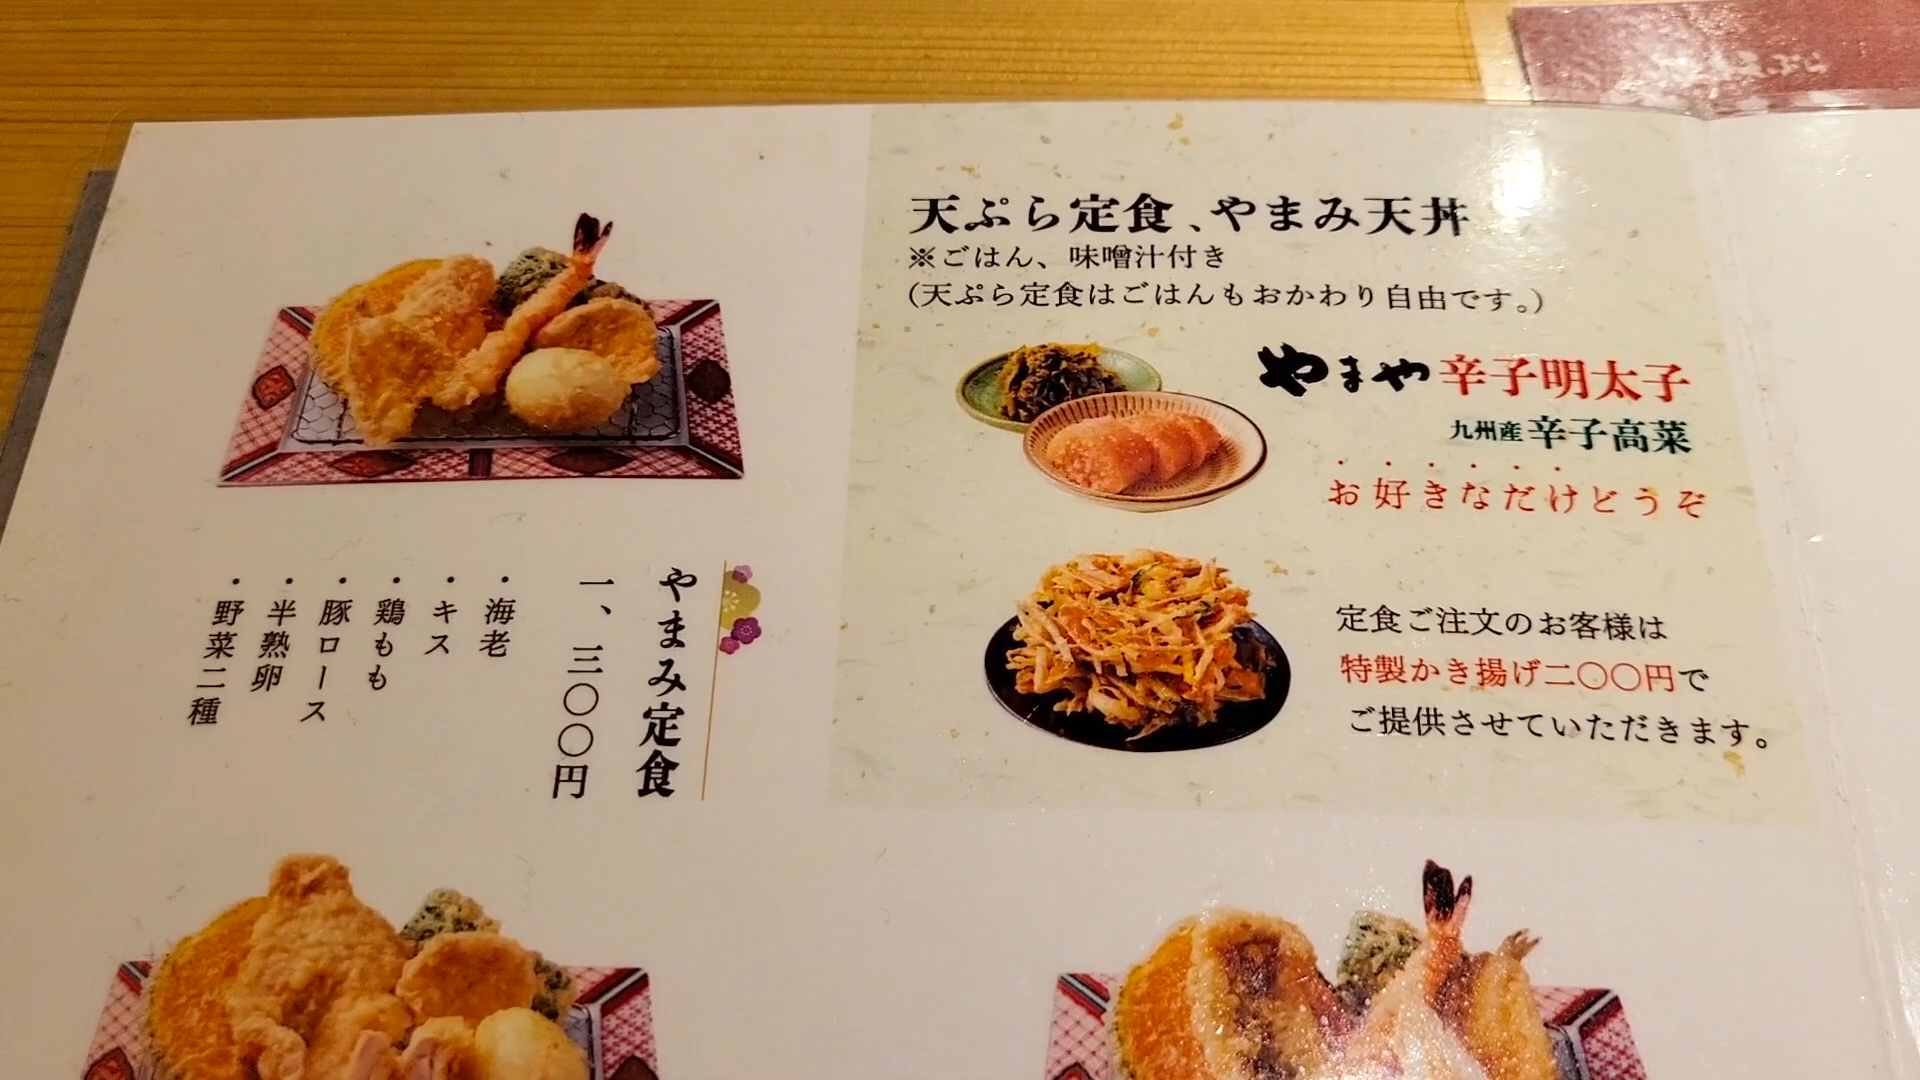 天ぷら定食、やまみ天丼
※ごはん、味噌汁付き
(天ぷら定食はごはんもおかわり自由です。)
やまや辛子明太子
九州産辛子高菜
お好きなだけどうぞ
定食ご注文のお客様は
特製かき揚げ二〇〇円で
ご提供させていただきます。
やまみ定食
一、三〇〇円
・海老
・キス
・鶏もも
・豚ロース
・半熟卵
・野菜二種